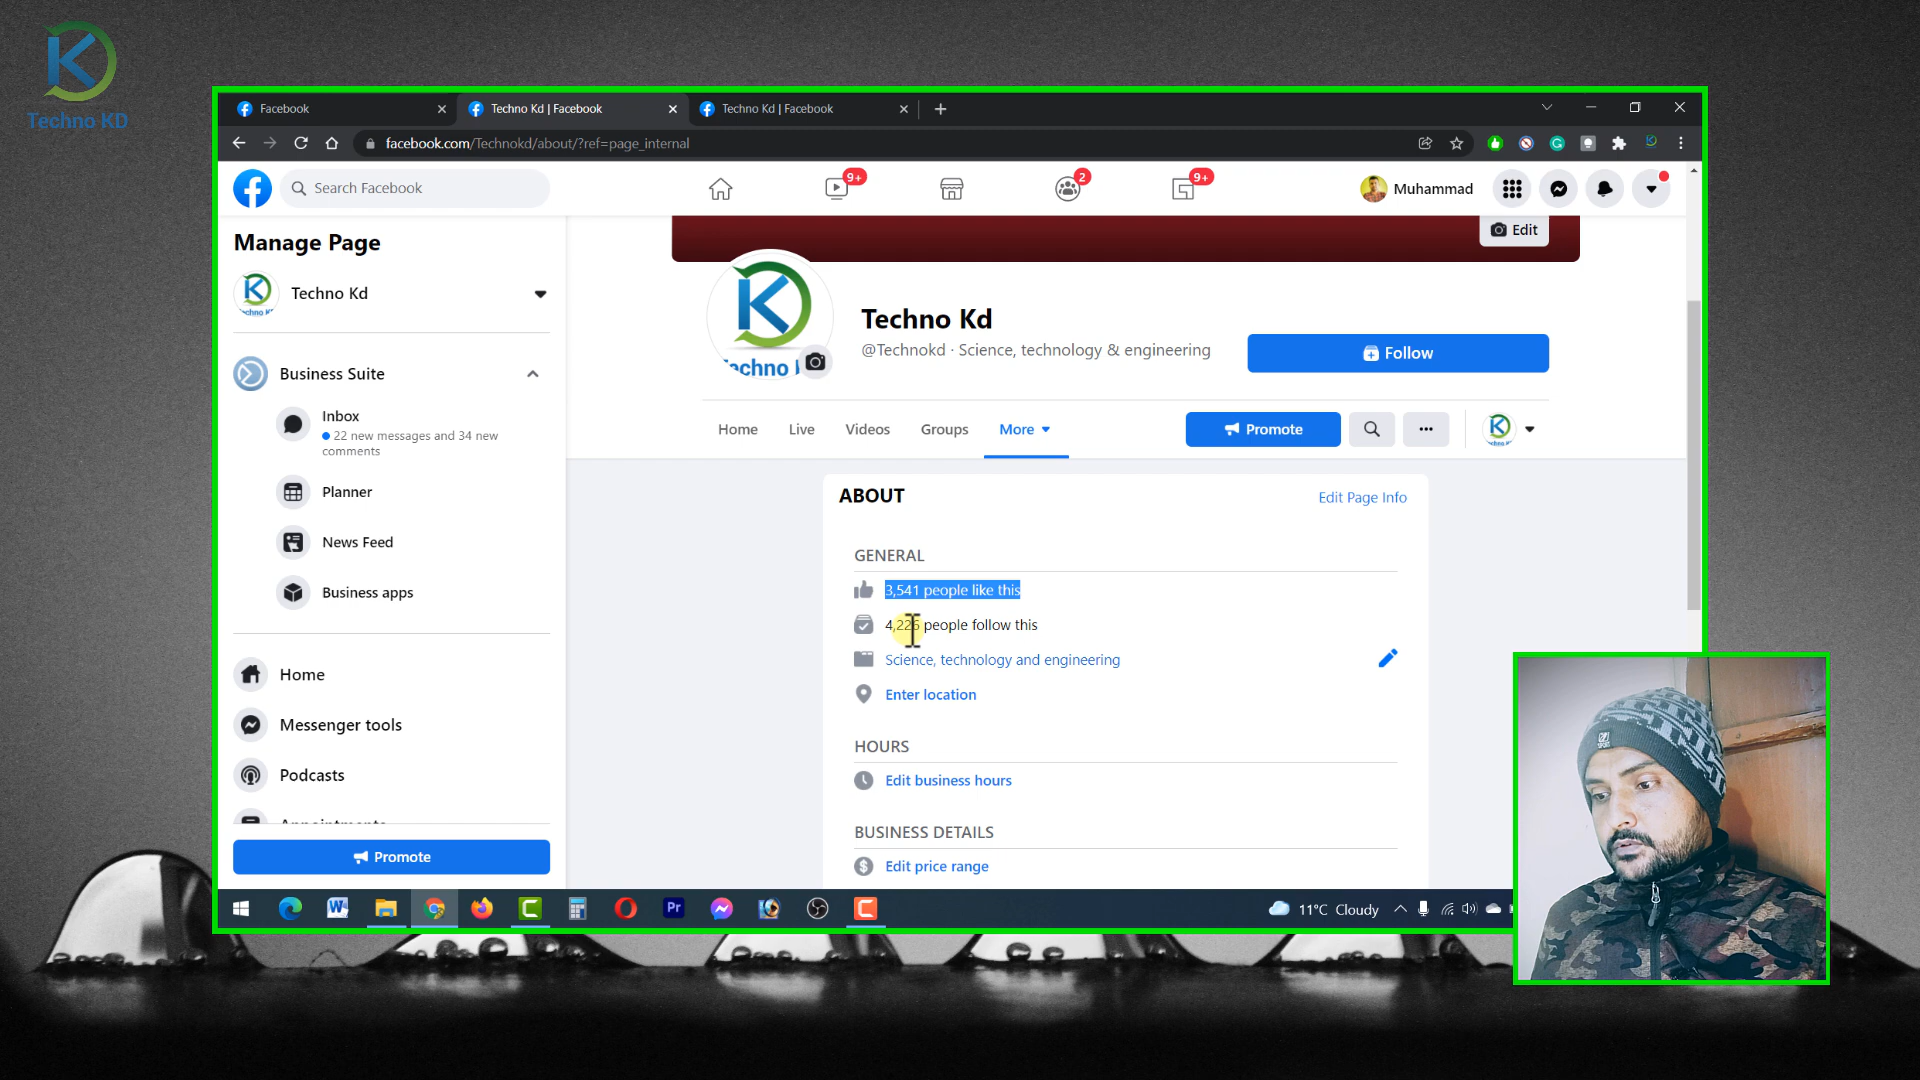 Techno KD
Facebook
Techno Kd | Facebook
Techno Kd | Facebook
facebook.com/Technokd/about/?ref=page_internal
Search Facebook
9+
2
9+
Muhammad
Manage Page
Techno Kd
Business Suite
Inbox
22 new messages and 34 new
comments
Planner
News Feed
Business apps
Home
Messenger tools
Podcasts
Promote
Edit
Techno Kd
@Technokd · Science, technology & engineering
Follow
Home
Live
Videos
Groups
More
Promote
ABOUT
Edit Page Info
GENERAL
3,541 people like this
4,226 people follow this
Science, technology and engineering
Enter location
HOURS
Edit business hours
BUSINESS DETAILS
Edit price range
11°C Cloudy